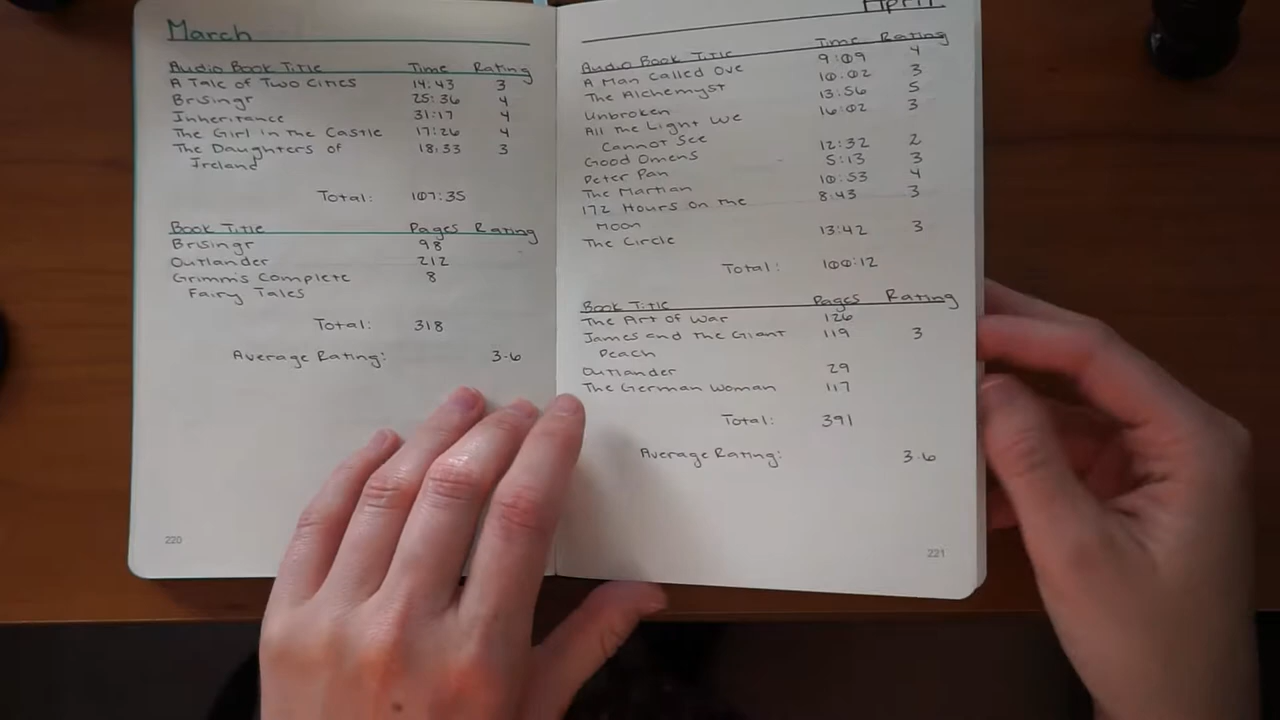 March
Audio Book Title Time Rating
A Tale of Two Cities 14:43 3
Brisingr 25:36 4
Inheritance 31:17 4
The Girl in the Castle 17:26 4
The Daughters of 18:33 3
Ireland
Total: 107:35
Book Title Pages Rating
Brisingr 98
Outlander 212
Grimm's Complete 8
Fairy Tales
Total: 318
Average Rating: 3.6
220
April
Audio Book Title Time Rating
A Man Called Ove 9:09 4
The Alchemyst 10:02 3
Unbroken 13:56 5
All the Light We 16:02 3
Cannot See
Good Omens 12:32 2
Peter Pan 5:13 3
The Martian 10:53 4
172 Hours on the 8:43 3
Moon
The Circle 13:42 3
Total: 100:12
Book Title Pages Rating
The Art of War 126
James and the Giant 119 3
Peach
Outlander 29
The German Woman 117
Total: 391
Average Rating: 3.6
221